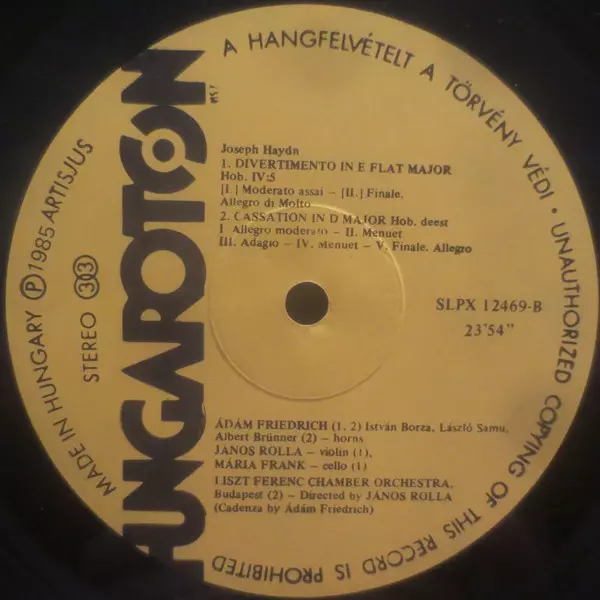 A HANGFELVÉTELT A TÖRVÉNY VÉDI • UNAUTHORIZED COPYING OF THIS RECORD IS PROHIBITED
MADE IN HUNGARY Ⓟ 1985 ARTISJUS
STEREO 33
HUNGAROTON
Joseph Haydn
1. DIVERTIMENTO IN E FLAT MAJOR
Hob. IV:5
[I.] Moderato assai – [II.] Finale.
Allegro di Molto
2. CASSATION IN D MAJOR Hob. deest
I Allegro moderato – II. Menuet
III. Adagio – IV. Menuet – V. Finale. Allegro
SLPX 12469-B
23'54"
ÁDÁM FRIEDRICH (1. 2) István Borza, László Samu,
Albert Brünner (2) – horns
JÁNOS ROLLA – violin (1),
MÁRIA FRANK – cello (1)
LISZT FERENC CHAMBER ORCHESTRA,
Budapest (2) – Directed by JÁNOS ROLLA
(Cadenza by Ádám Friedrich)